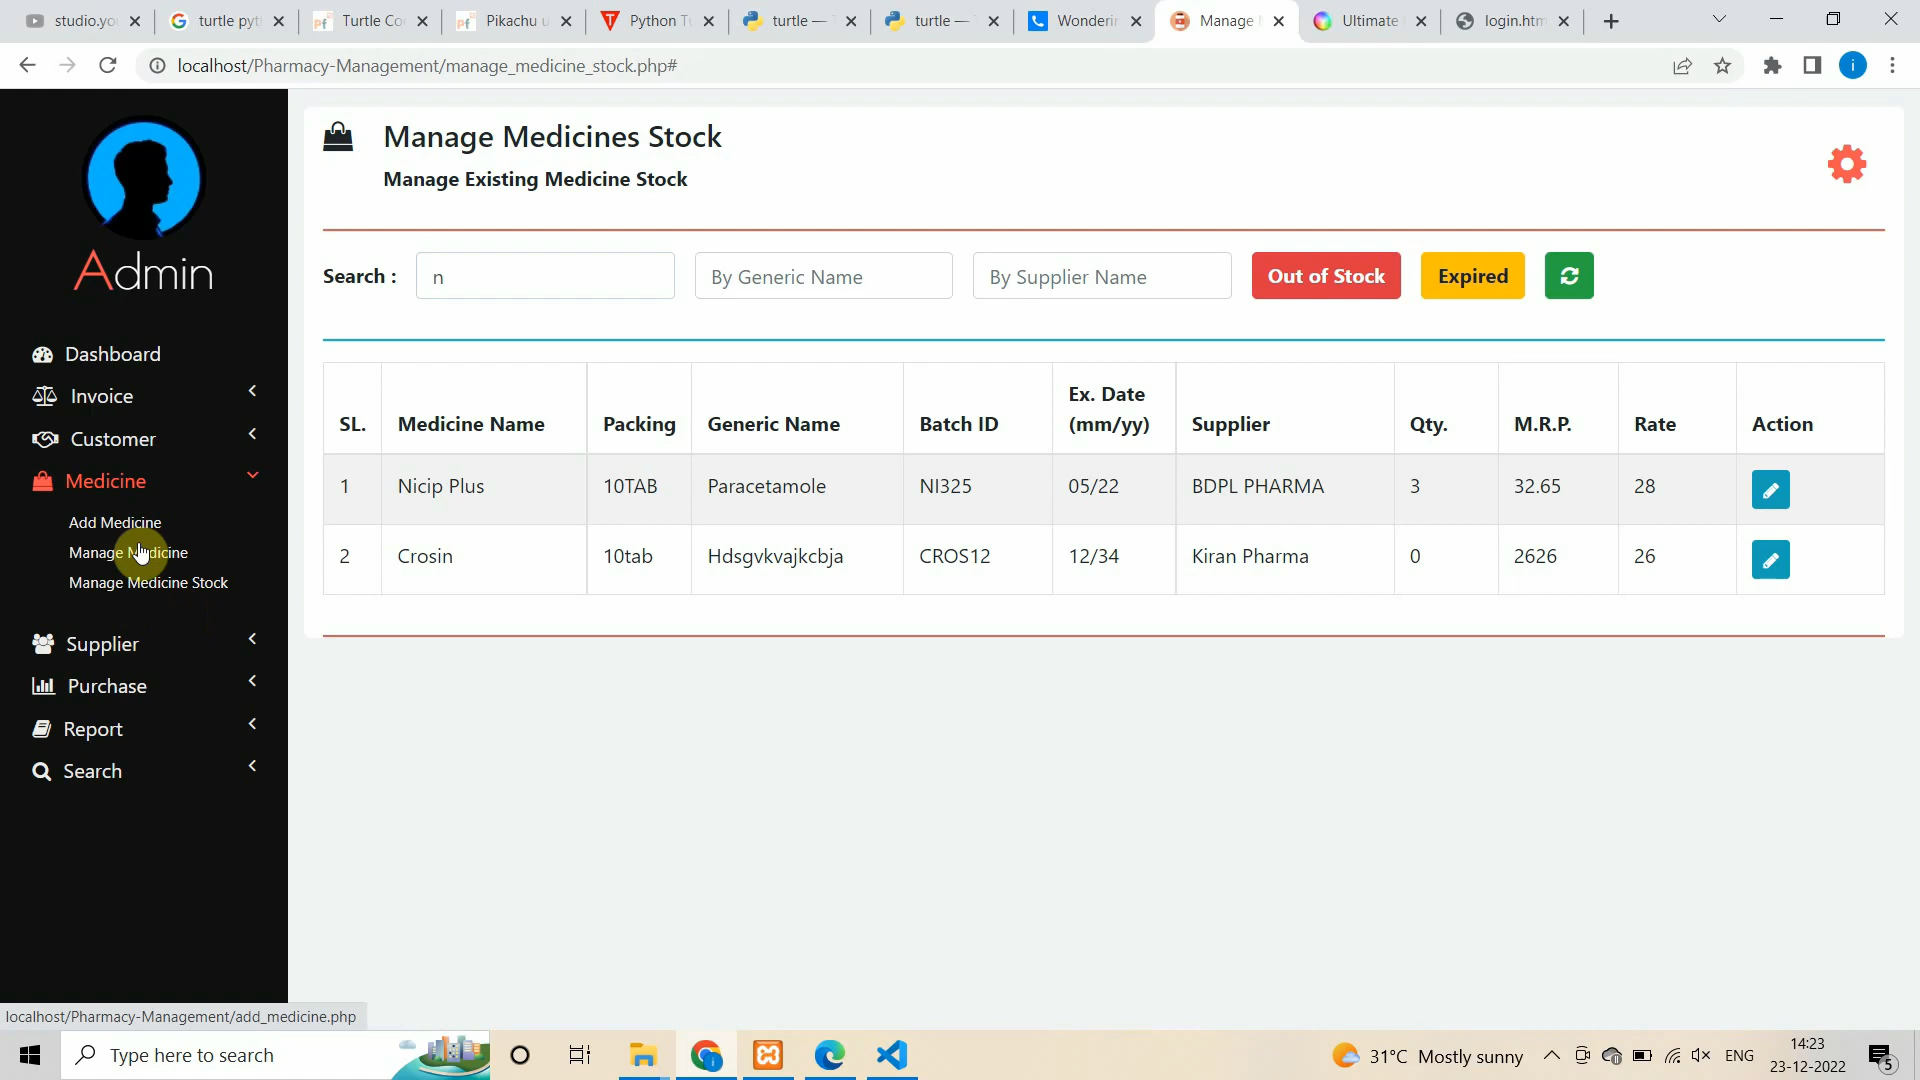 studio.yo
turtle pyt
Turtle Co
Pikachu u
Python Tu
turtle —
turtle —
Wonderin
Manage
Ultimate
login.htm
localhost/Pharmacy-Management/manage_medicine_stock.php#
i
Admin
Dashboard
Invoice
Customer
Medicine
Add Medicine
Manage Medicine
Manage Medicine Stock
Supplier
Purchase
Report
Search
Manage Medicines Stock
Manage Existing Medicine Stock
Search : n By Generic Name By Supplier Name Out of Stock Expired
SL. Medicine Name Packing Generic Name Batch ID Ex. Date (mm/yy) Supplier Qty. M.R.P. Rate Action
1 Nicip Plus 10TAB Paracetamole NI325 05/22 BDPL PHARMA 3 32.65 28
2 Crosin 10tab Hdsgvkvajkcbja CROS12 12/34 Kiran Pharma 0 2626 26
localhost/Pharmacy-Management/add_medicine.php
Type here to search
31°C Mostly sunny
ENG
14:23
23-12-2022
5